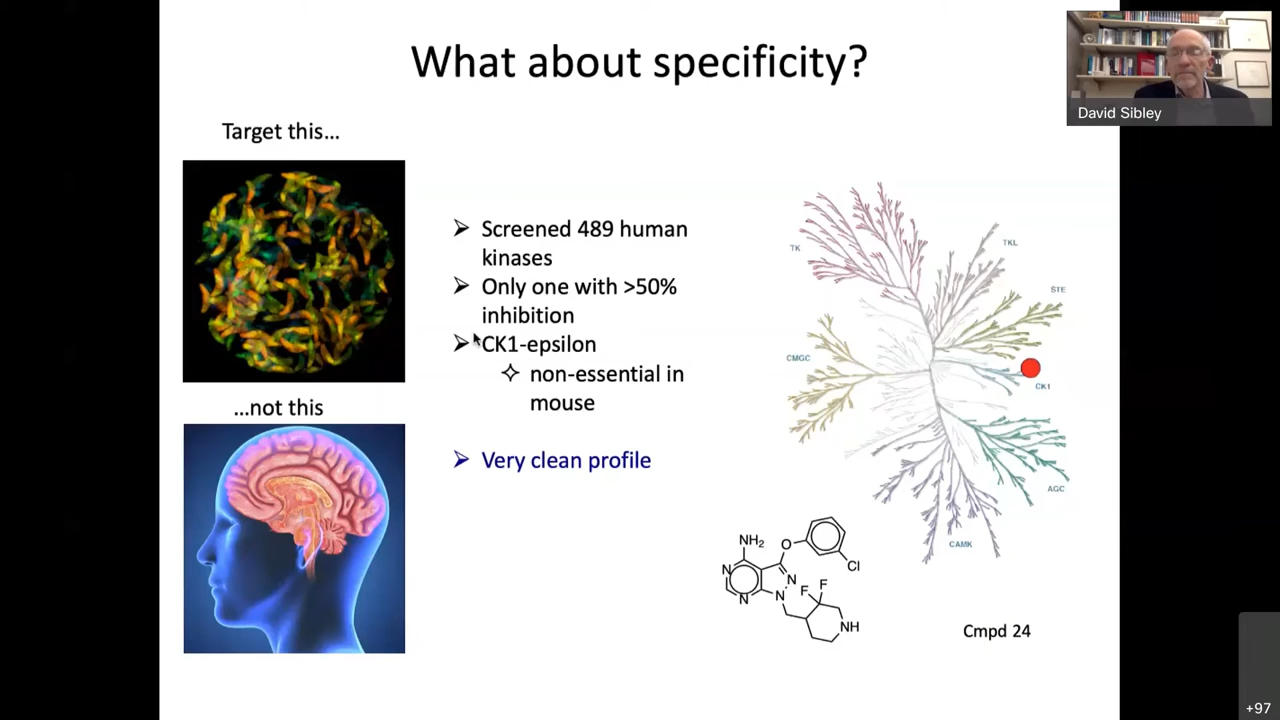 What about specificity?
David Sibley
Target this...
...not this
➢ Screened 489 human
kinases
➢ Only one with >50%
inhibition
➢ CK1-epsilon
✧ non-essential in
mouse
➢ Very clean profile
TK
TKL
STE
CMGC
CK1
AGC
CAMK
NH₂
O
Cl
N
N
N
N
F
F
NH
Cmpd 24
+97